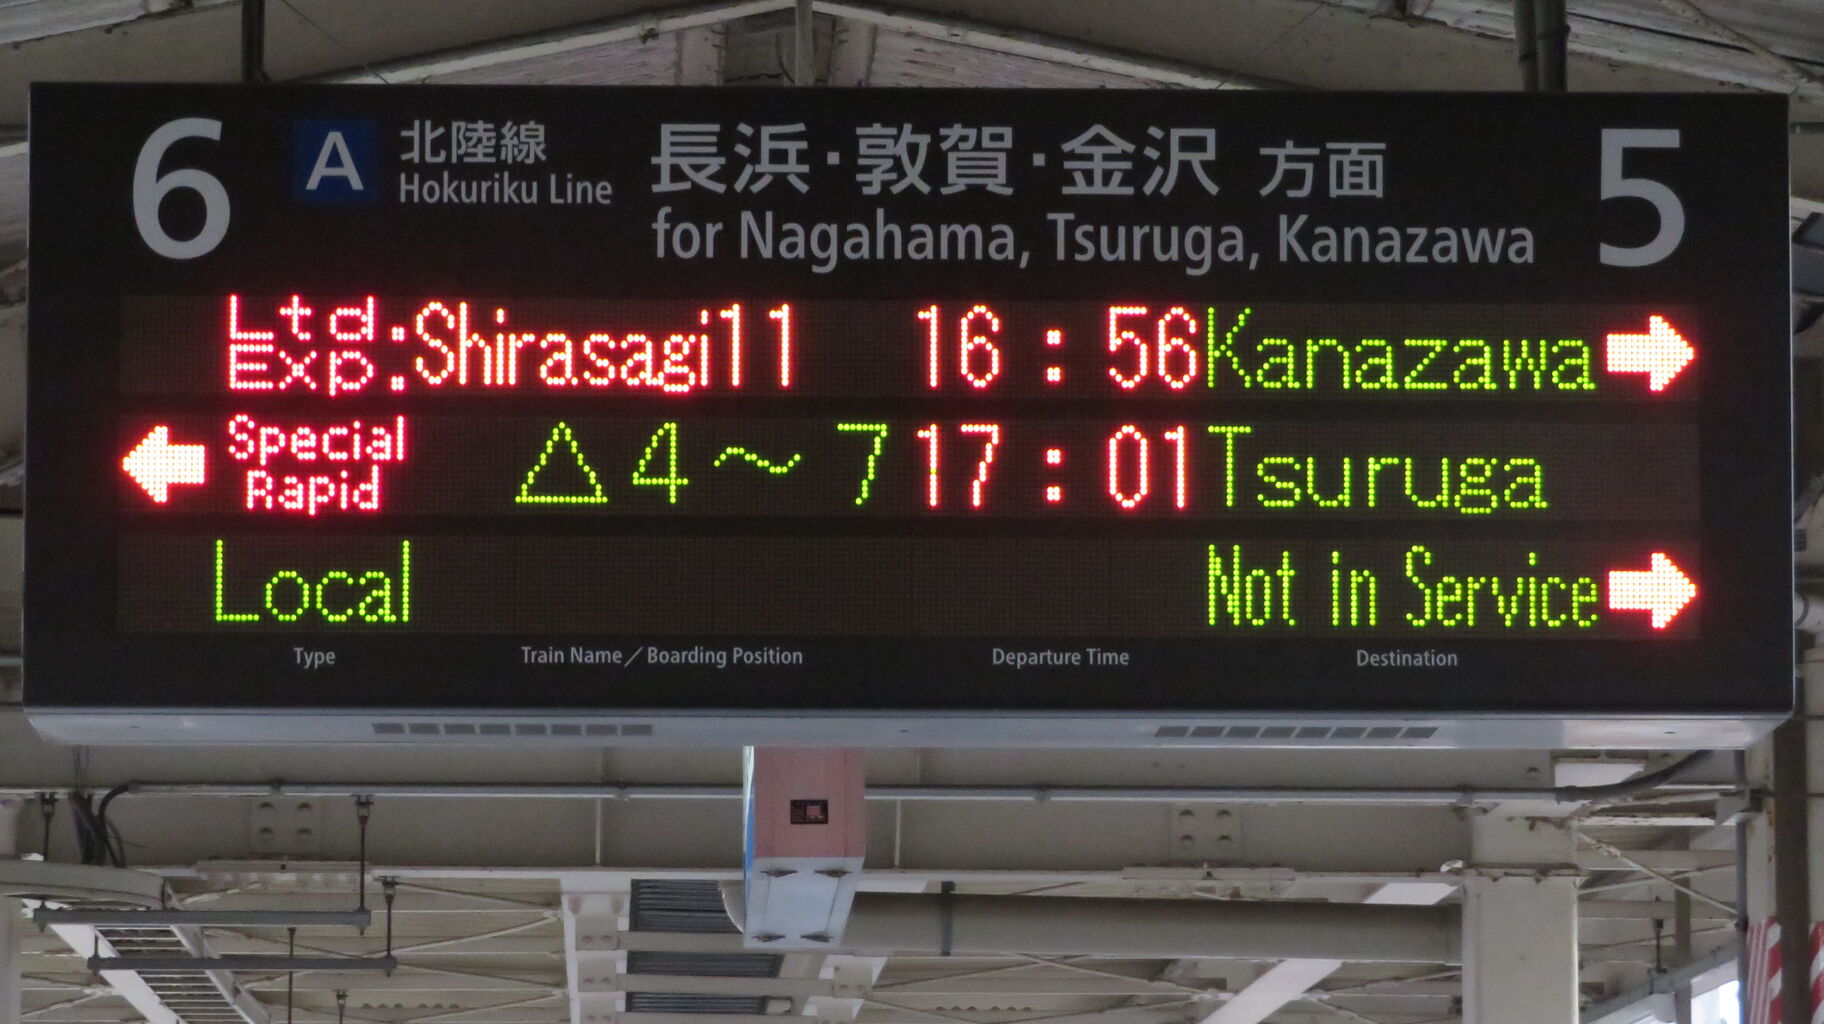 6 A 北陸線 長浜・敦賀・金沢 方面 5
Hokuriku Line for Nagahama, Tsuruga, Kanazawa
Ltd. Exp. Shirasagi11 16:56 Kanazawa →
← Special Rapid △4～7 17:01 Tsuruga
Local Not in Service →
Type Train Name／Boarding Position Departure Time Destination